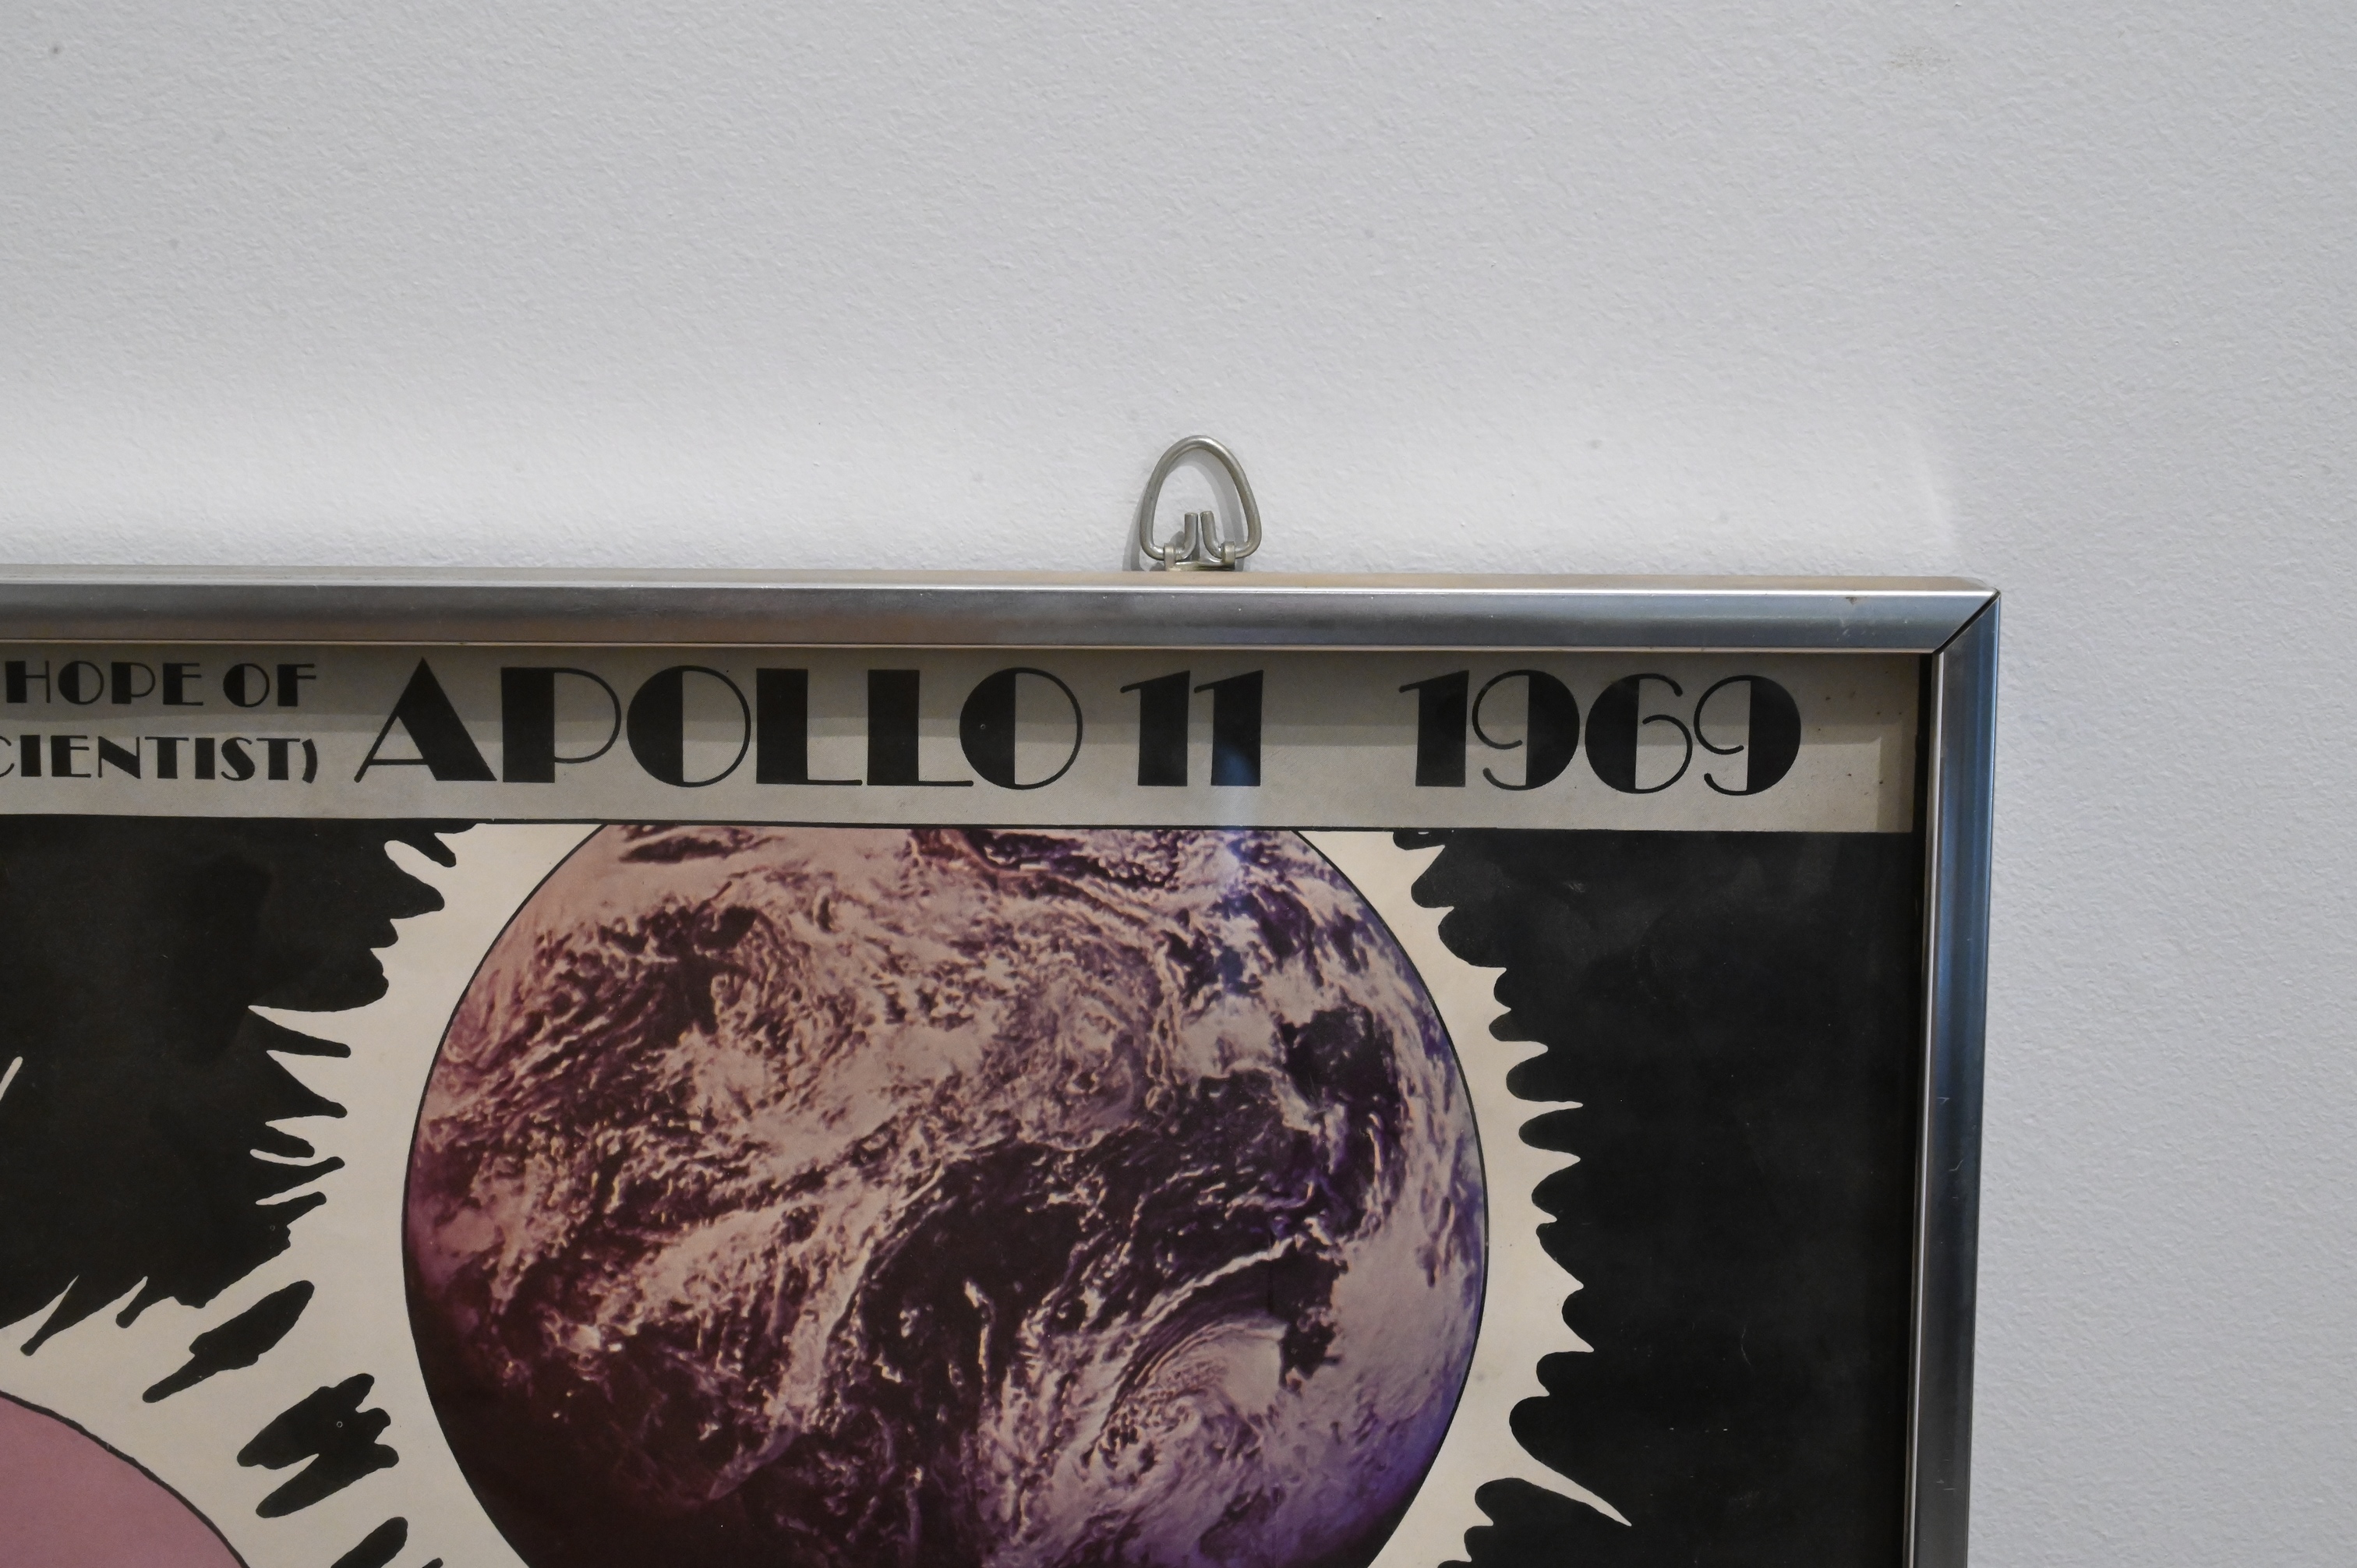 HOPE OF
CIENTIST)
APOLLO 11 1969